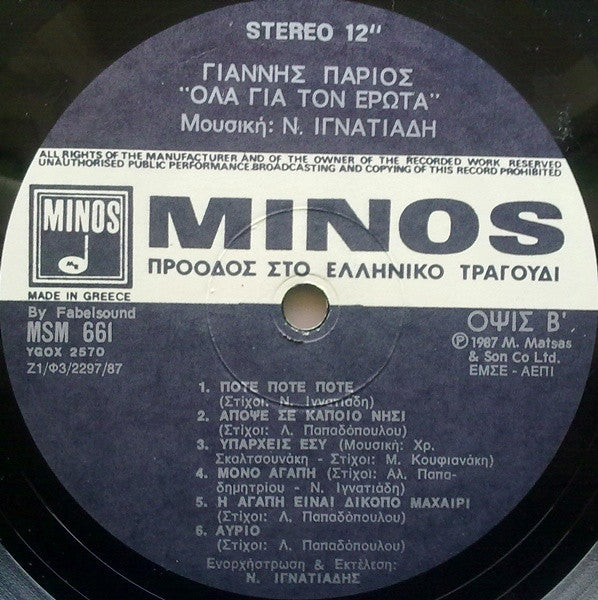 STEREO 12"
ΓΙΑΝΝΗΣ ΠΑΡΙΟΣ
"ΟΛΑ ΓΙΑ ΤΟΝ ΕΡΩΤΑ"
Μουσική: Ν. ΙΓΝΑΤΙΑΔΗ
ALL RIGHTS OF THE MANUFACTURER AND OF THE OWNER OF THE RECORDED WORK RESERVED
UNAUTHORISED PUBLIC PERFORMANCE.BROADCASTING AND COPYING OF THIS RECORD PROHIBITED
MINOS
MINOS
ΠΡΟΟΔΟΣ ΣΤΟ ΕΛΛΗΝΙΚΟ ΤΡΑΓΟΥΔΙ
MADE IN GREECE
By Fabelsound
MSM 661
YGOX 2570
Ζ1/Φ3/2297/87
ΟΨΙΣ Β'.
℗ 1987 M. Matsas
& Son Co Ltd.
ΕΜΣΕ - ΑΕΠΙ
1. ΠΟΤΕ ΠΟΤΕ ΠΟΤΕ
(Στίχοι: Ν. Ιγνατιάδη)
2. ΑΠΟΨΕ ΣΕ ΚΑΠΟΙΟ ΝΗΣΙ
(Στίχοι: Λ. Παπαδόπουλου)
3. ΥΠΑΡΧΕΙΣ ΕΣΥ (Μουσική: Χρ.
Σκαλτσουνάκη - Στίχοι: Μ. Κουφιανάκη)
4. ΜΟΝΟ ΑΓΑΠΗ (Στίχοι: Αλ. Παπα-
δημητρίου - Ν. Ιγνατιάδη)
5. Η ΑΓΑΠΗ ΕΙΝΑΙ ΔΙΚΟΠΟ ΜΑΧΑΙΡΙ
(Στίχοι: Λ. Παπαδόπουλου)
6. ΑΥΡΙΟ
(Στίχοι: Λ. Παπαδόπουλου)
Ενορχήστρωση & Εκτέλεση:
Ν. ΙΓΝΑΤΙΑΔΗΣ